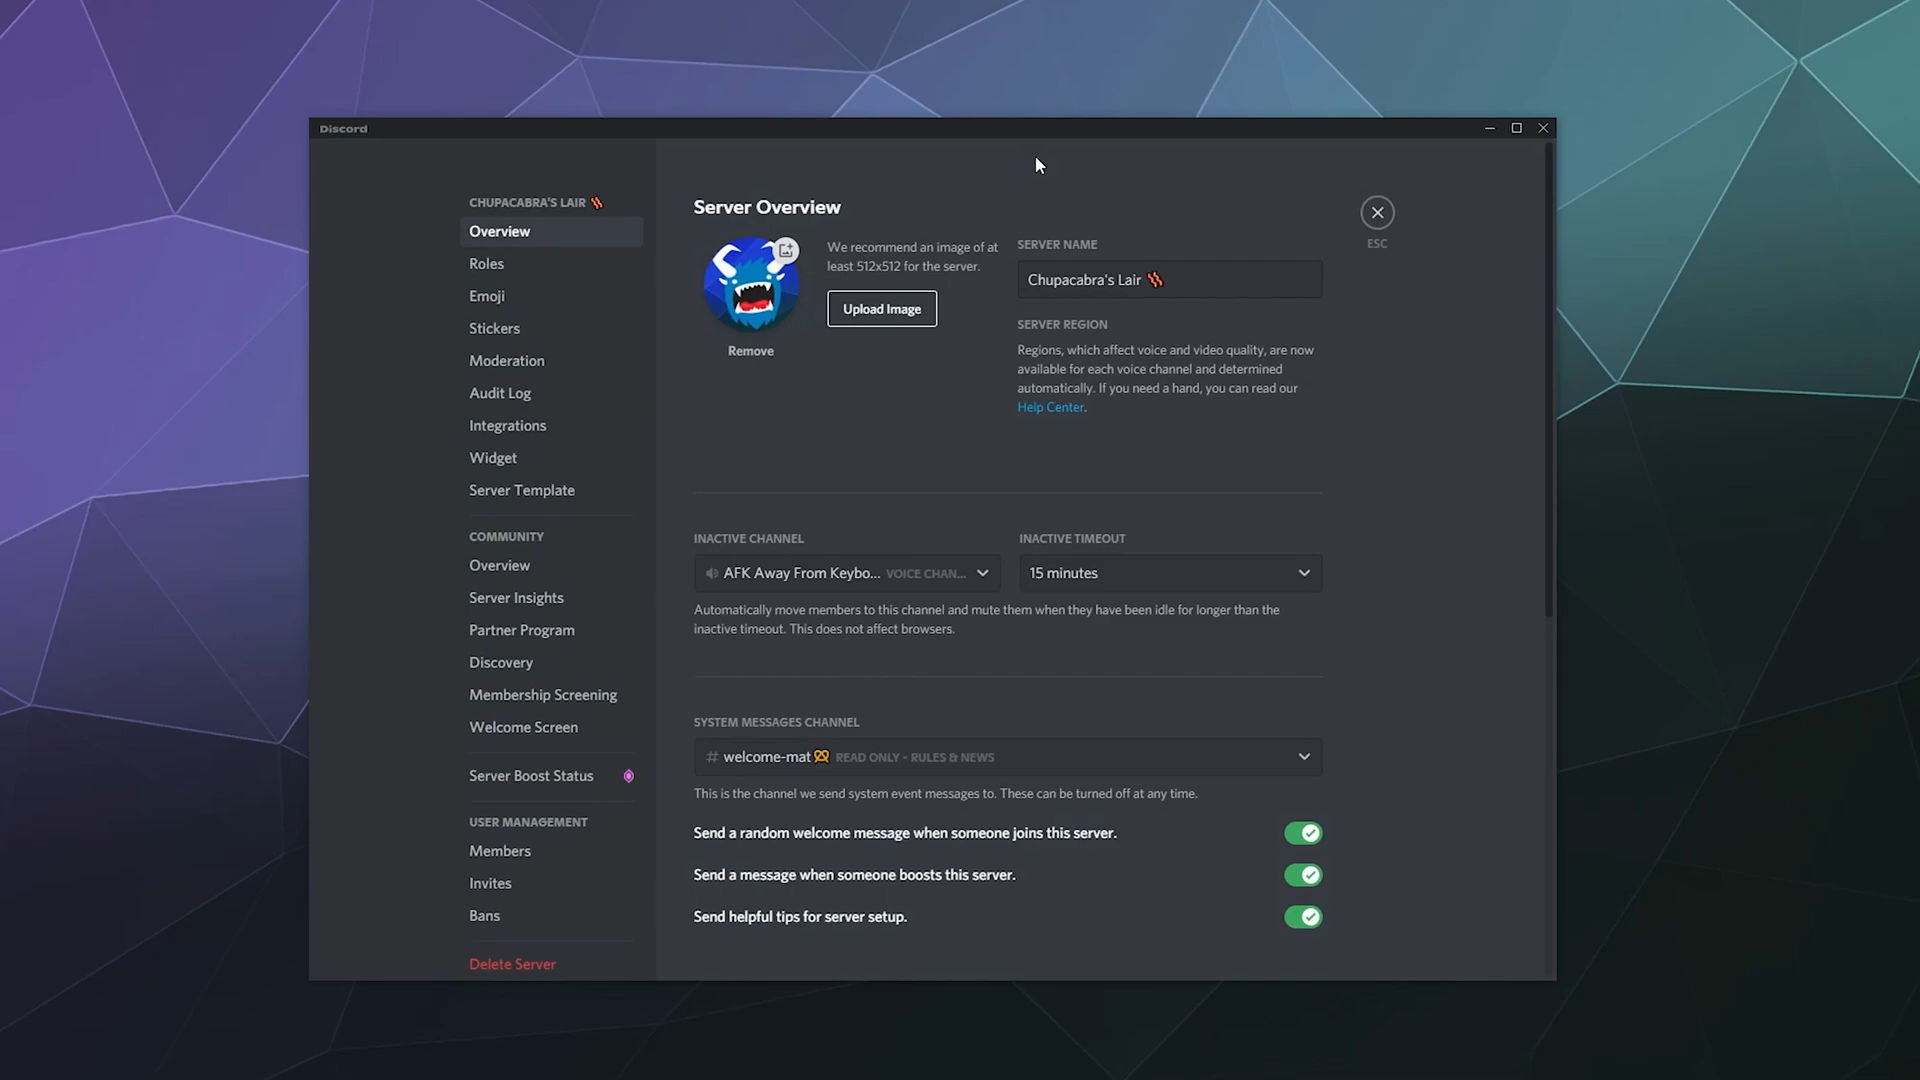 Discord
CHUPACABRA'S LAIR
Overview
Roles
Emoji
Stickers
Moderation
Audit Log
Integrations
Widget
Server Template
COMMUNITY
Overview
Server Insights
Partner Program
Discovery
Membership Screening
Welcome Screen
Server Boost Status
USER MANAGEMENT
Members
Invites
Bans
Delete Server
Server Overview
We recommend an image of at
least 512x512 for the server.
Upload Image
Remove
SERVER NAME
Chupacabra's Lair
SERVER REGION
Regions, which affect voice and video quality, are now
available for each voice channel and determined
automatically. If you need a hand, you can read our
Help Center.
ESC
INACTIVE CHANNEL
AFK Away From Keybo... VOICE CHAN...
INACTIVE TIMEOUT
15 minutes
Automatically move members to this channel and mute them when they have been idle for longer than the
inactive timeout. This does not affect browsers.
SYSTEM MESSAGES CHANNEL
# welcome-mat READ ONLY - RULES & NEWS
This is the channel we send system event messages to. These can be turned off at any time.
Send a random welcome message when someone joins this server.
Send a message when someone boosts this server.
Send helpful tips for server setup.